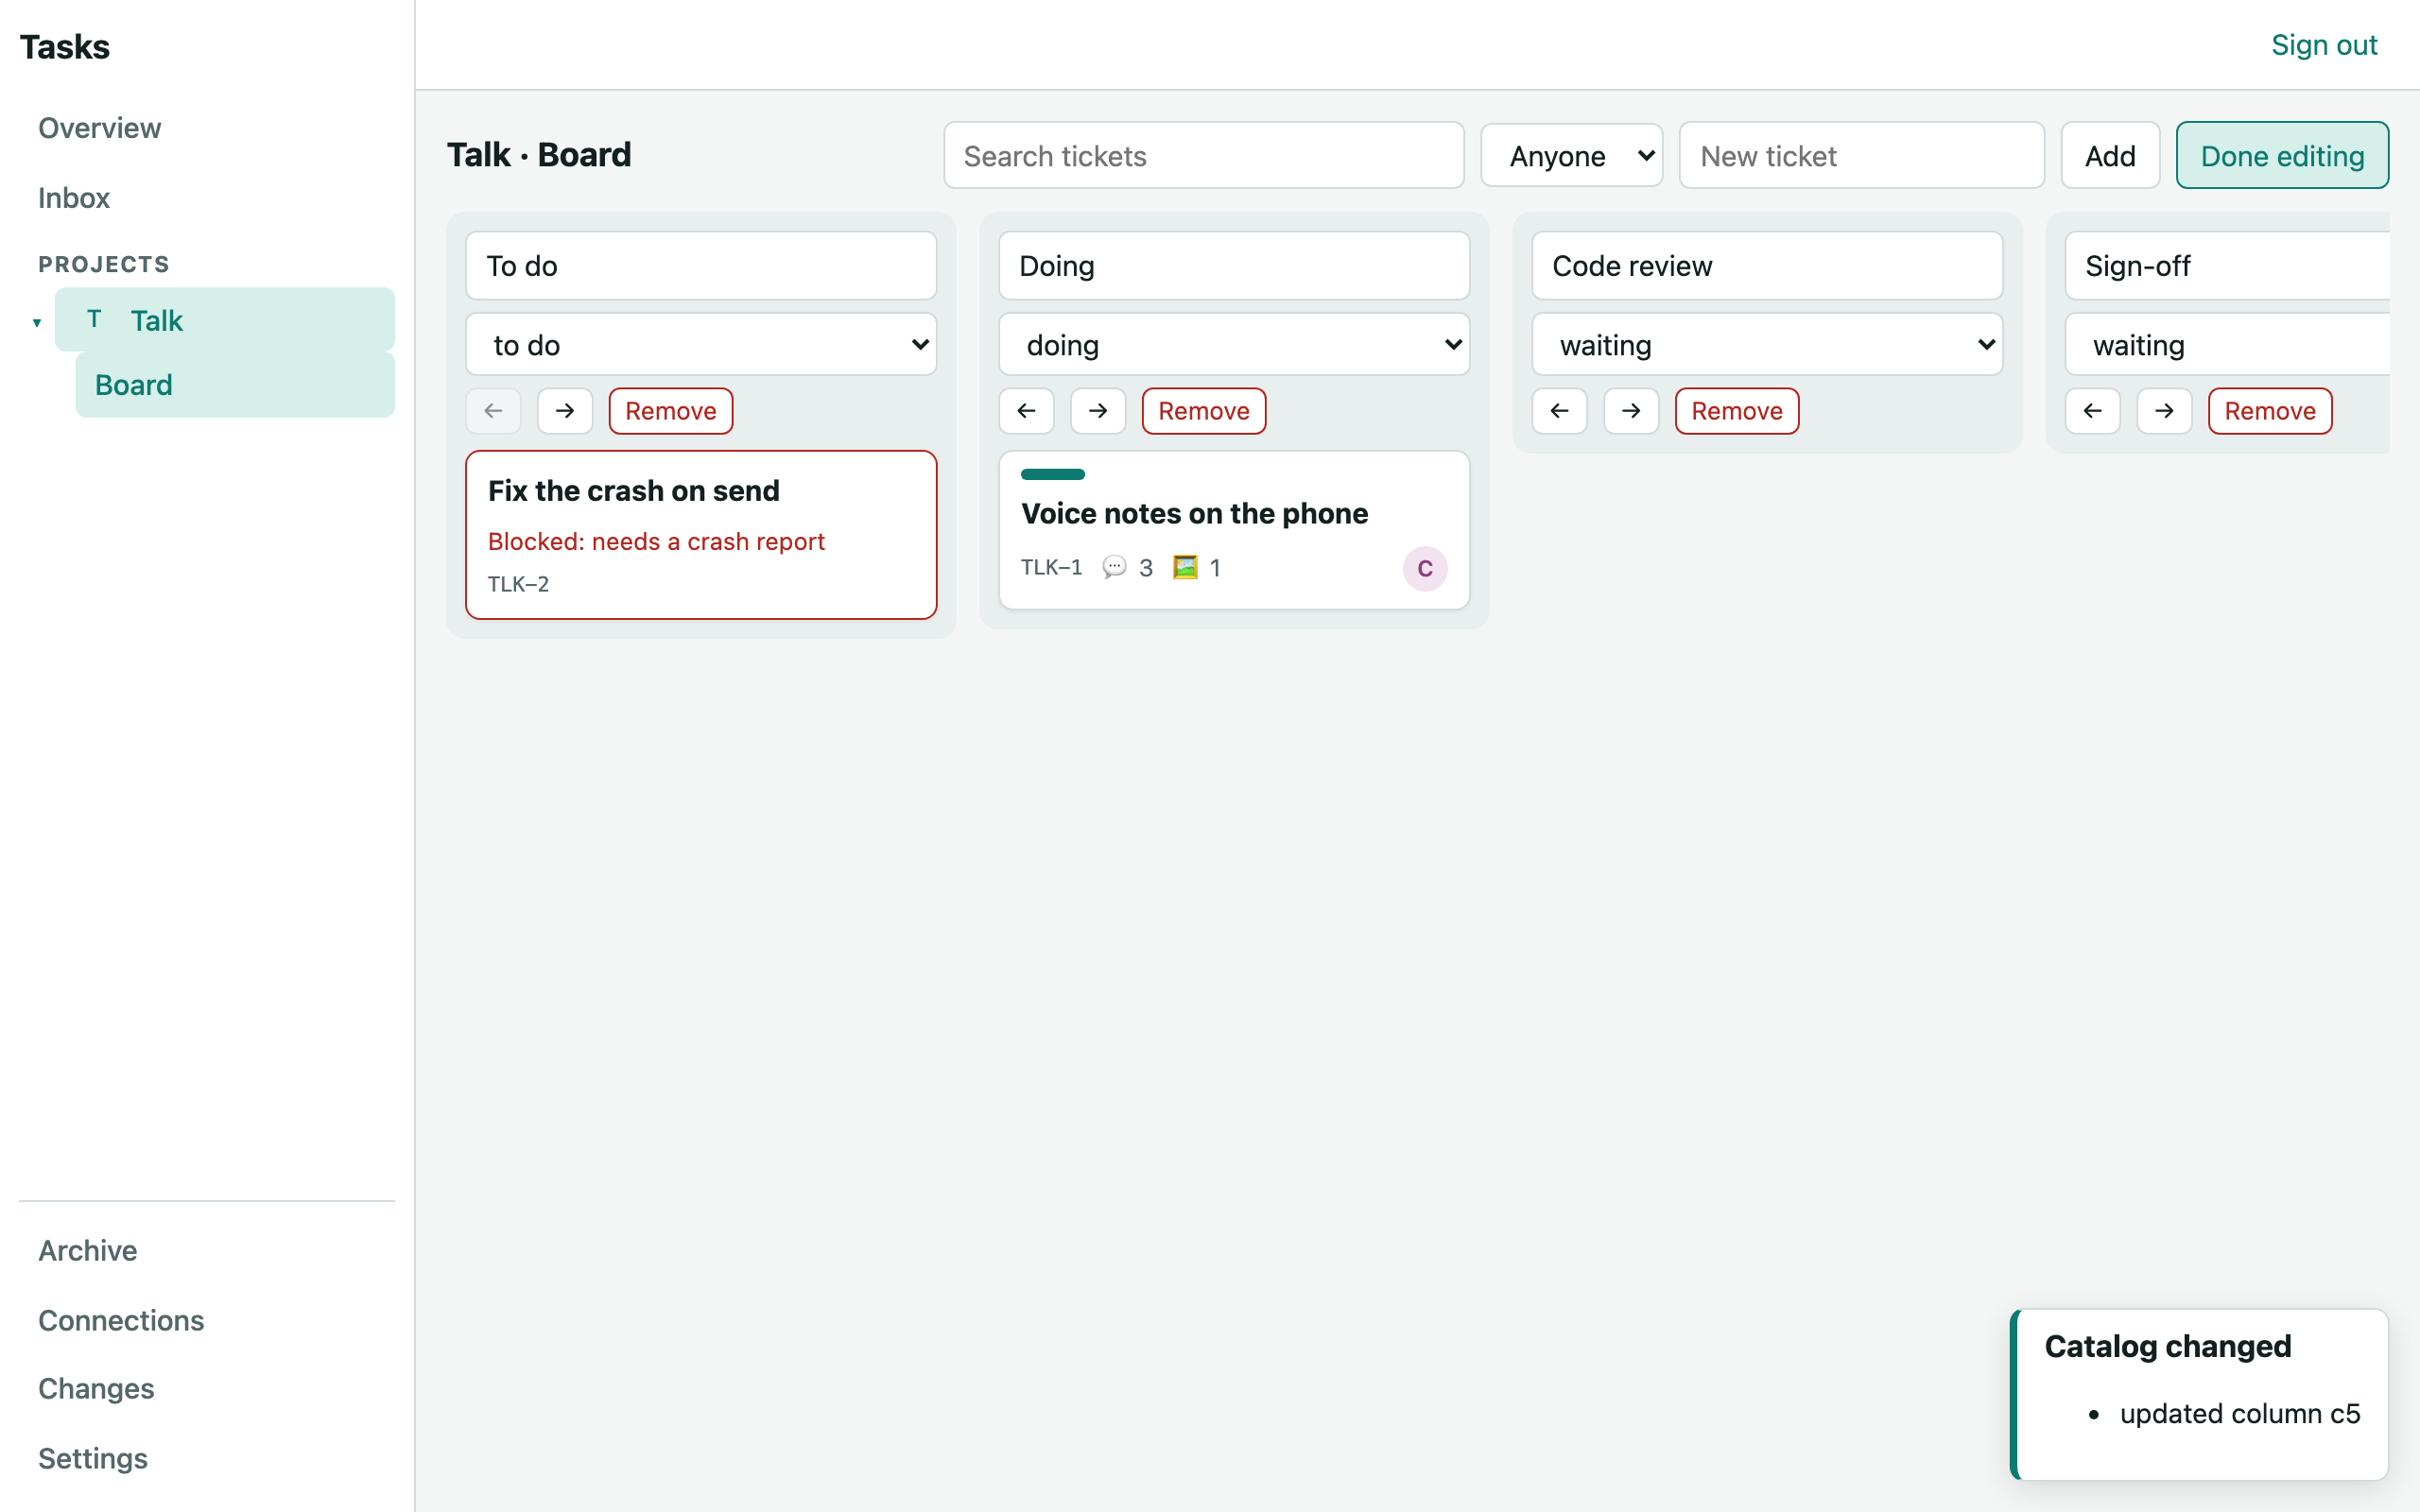 Tasks
Overview
Inbox
PROJECTS
T Talk
Board
Archive
Connections
Changes
Settings
Sign out
Talk · Board
Search tickets
Anyone
New ticket
Add
Done editing
To do
to do
← → Remove
Fix the crash on send
Blocked: needs a crash report
TLK–2
Doing
doing
← → Remove
Voice notes on the phone
TLK–1 💬 3 🖼️ 1
C
Code review
waiting
← → Remove
Sign-off
waiting
← → Remove
Catalog changed
• updated column c5